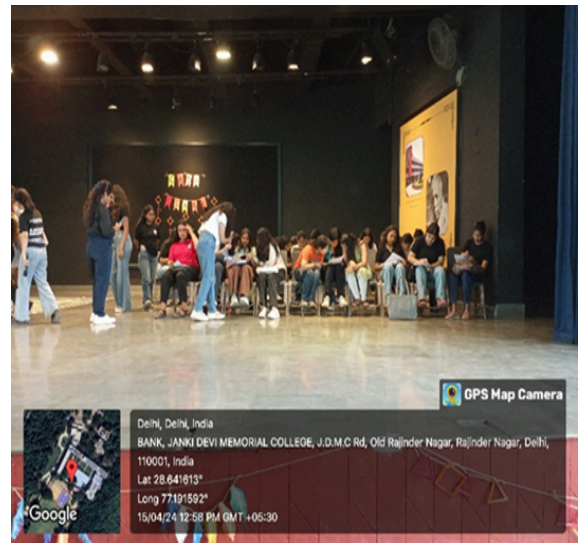 GPS Map Camera
Delhi, Delhi, India
BANK, JANKI DEVI MEMORIAL COLLEGE, J.D.M.C Rd, Old Rajinder Nagar, Rajinder Nagar, Delhi,
110001, India
Lat 28.641613°
Long 77.191592°
15/04/24 12:58 PM GMT +05:30
Google